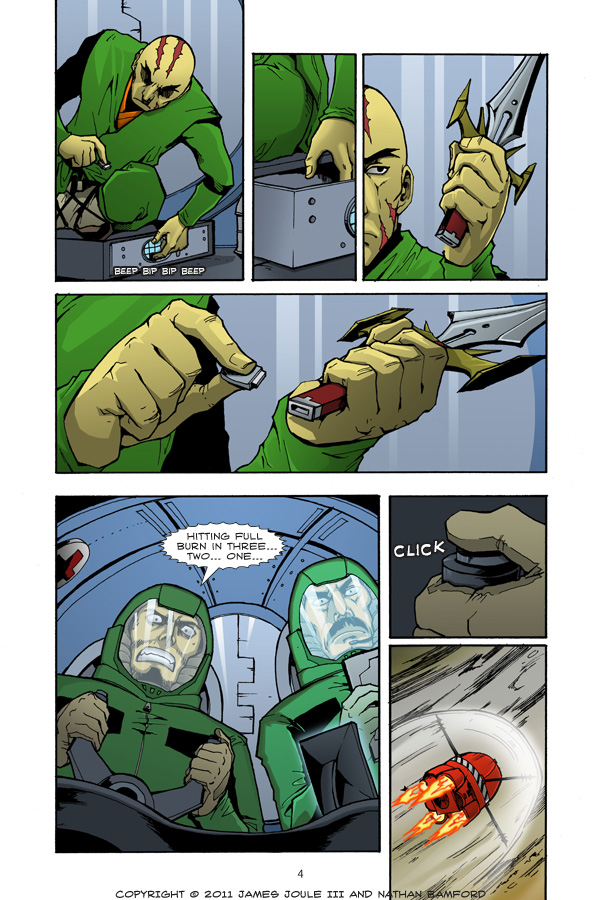 BEEP BIP BIP BEEP
HITTING FULL
BURN IN THREE...
TWO... ONE...
CLICK
4
COPYRIGHT © 2011 JAMES JOULE III AND NATHAN BAMFORD